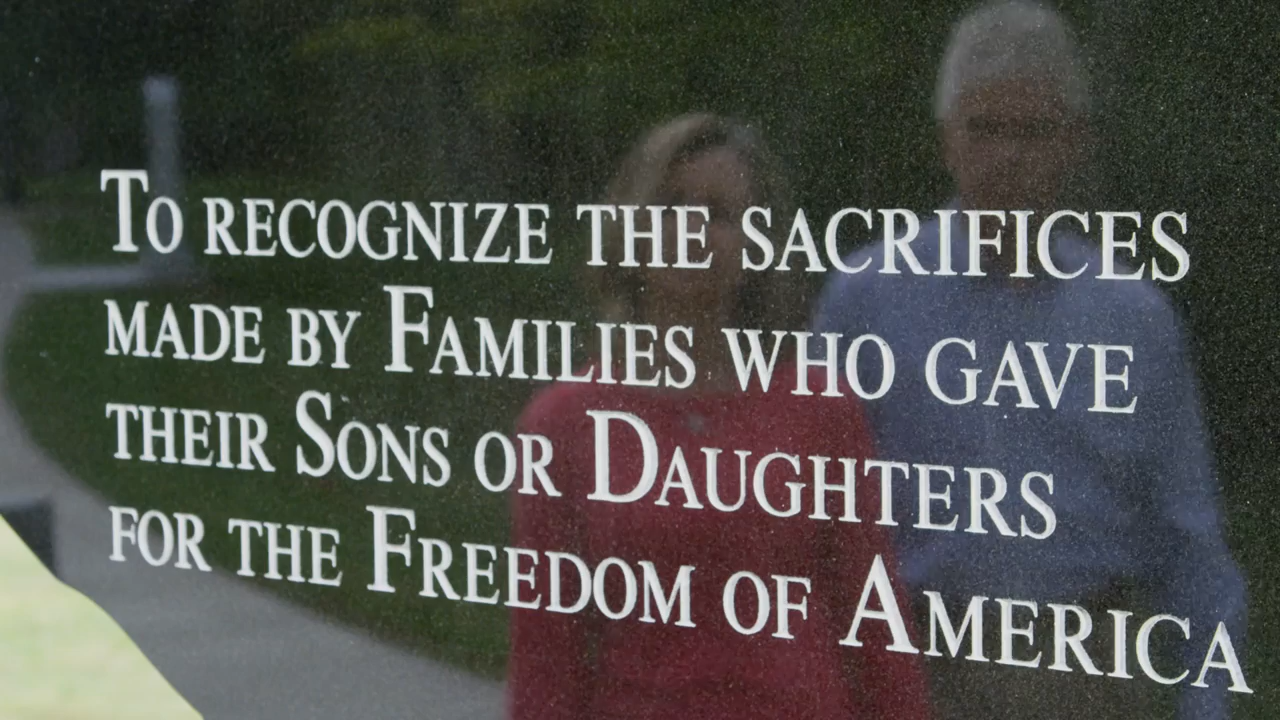 To recognize the sacrifices
made by Families who gave
their Sons or Daughters
for the Freedom of America